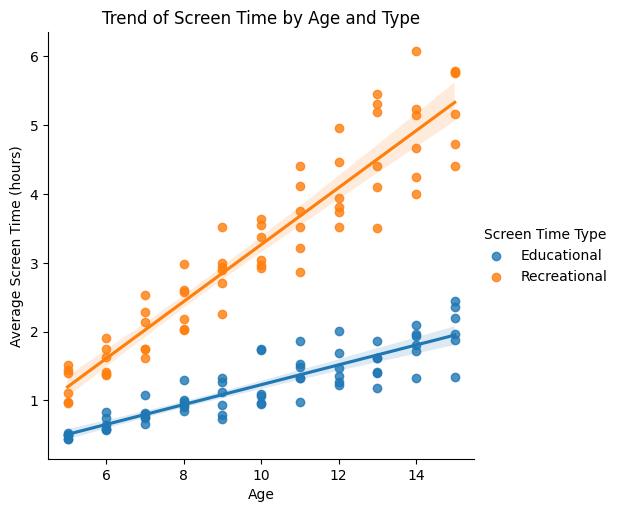 Trend of Screen Time by Age and Type
Average Screen Time (hours)
6
5
4
3
2
1
6
8
10
12
14
Age
Screen Time Type
Educational
Recreational